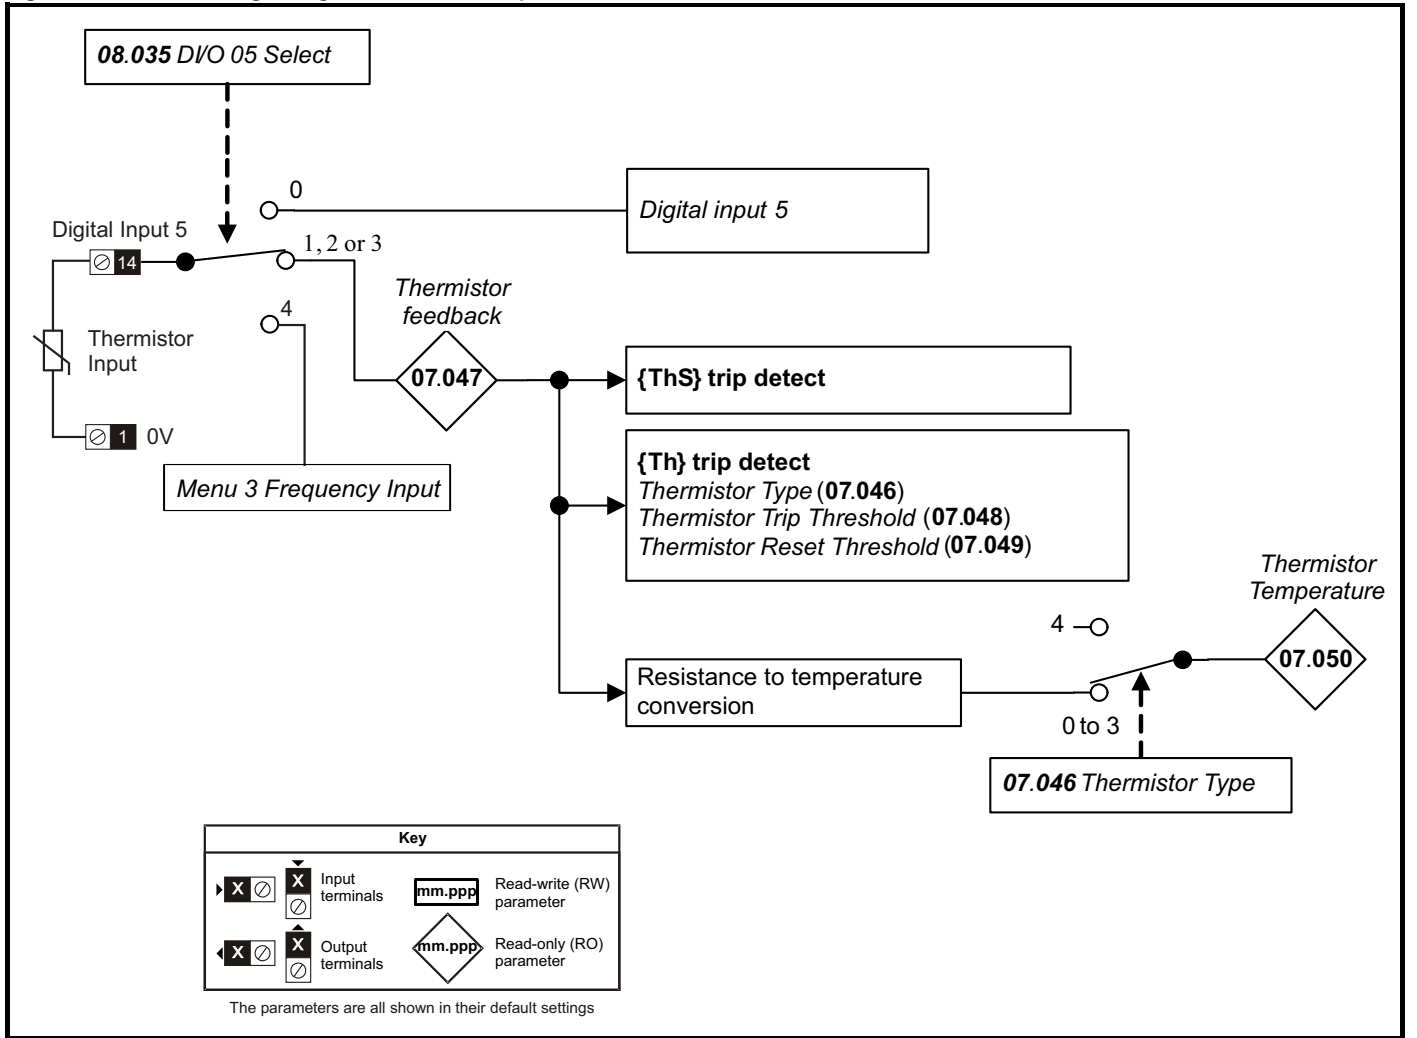 08.035 DI/O 05 Select
0
Digital input 5
Digital Input 5
1, 2 or 3
14
4
Thermistor
Input
Thermistor
feedback
07.047
{ThS} trip detect
1 0V
Menu 3 Frequency Input
{Th} trip detect
Thermistor Type (07.046)
Thermistor Trip Threshold (07.048)
Thermistor Reset Threshold (07.049)
Thermistor
Temperature
4
07.050
Resistance to temperature
conversion
0 to 3
07.046 Thermistor Type
Key
X
X
Input
terminals
mm.ppp
Read-write (RW)
parameter
X
X
Output
terminals
mm.ppp
Read-only (RO)
parameter
The parameters are all shown in their default settings